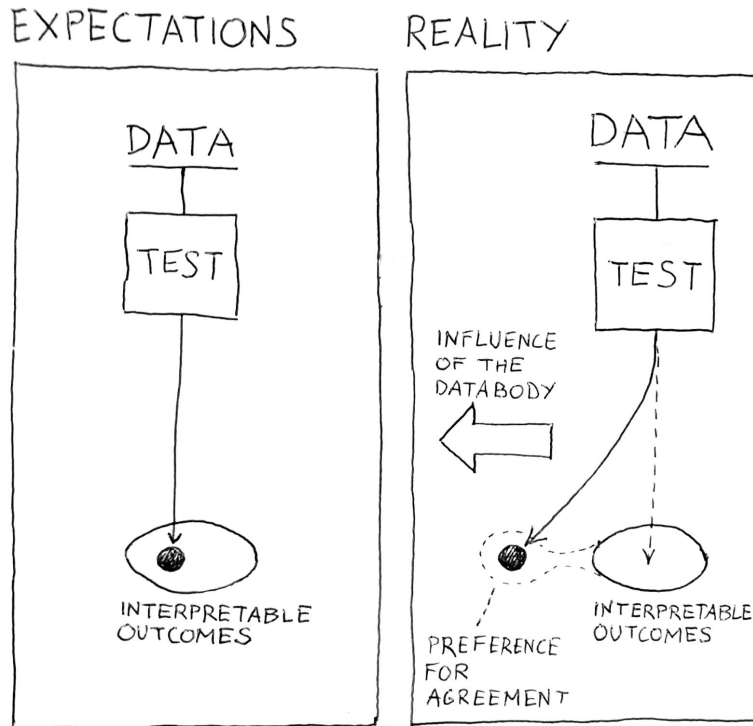 EXPECTATIONS
DATA
TEST
INTERPRETABLE
OUTCOMES
REALITY
DATA
TEST
INFLUENCE
OF THE
DATABODY
INTERPRETABLE
OUTCOMES
PREFERENCE
FOR
AGREEMENT